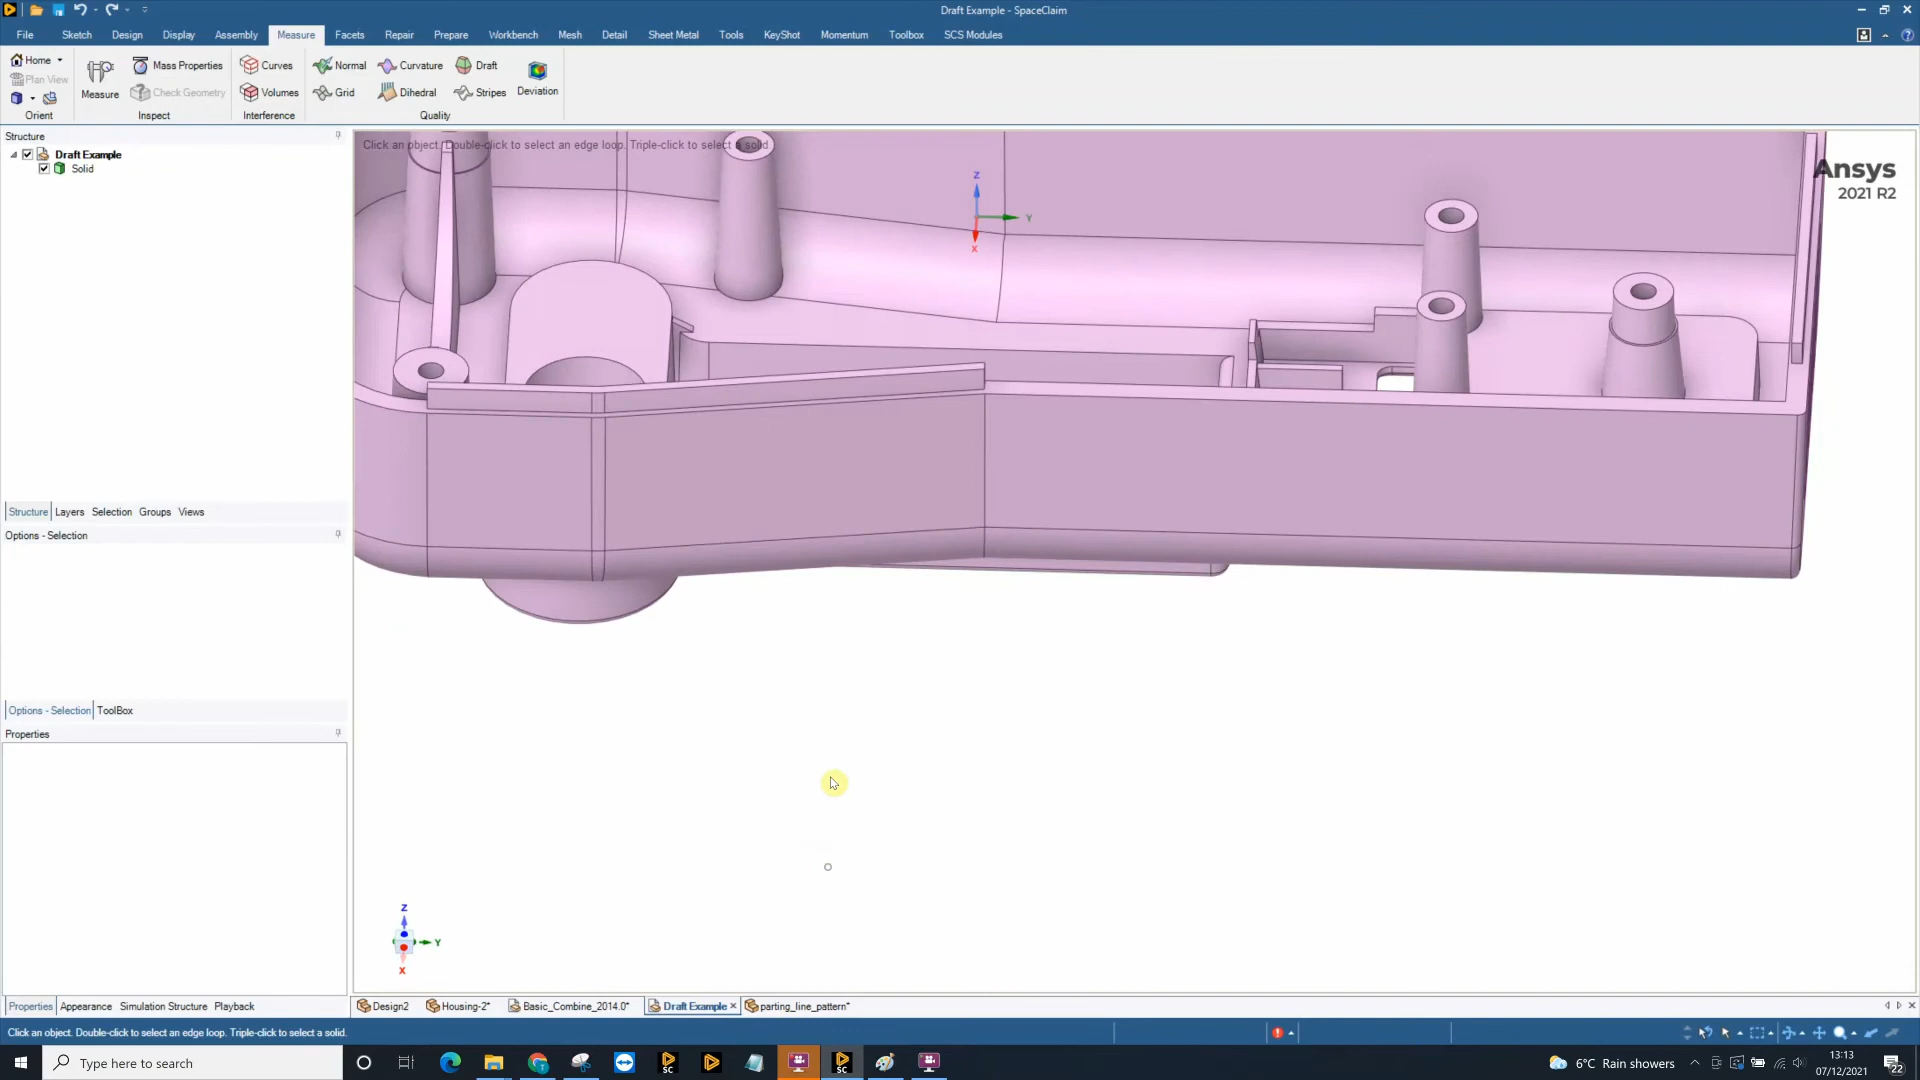 Draft Example - SpaceClaim
File Sketch Design Display Assembly Measure Facets Repair Prepare Workbench Mesh Detail Sheet Metal Tools KeyShot Momentum Toolbox SCS Modules
Home
Plan View
Orient
Measure
Mass Properties
Check Geometry
Inspect
Curves
Volumes
Interference
Normal
Curvature
Draft
Grid
Dihedral
Stripes
Deviation
Quality
Structure
Draft Example
Solid
Structure Layers Selection Groups Views
Options - Selection
Options - Selection ToolBox
Properties
Properties Appearance Simulation Structure Playback
Click an object. Double-click to select an edge loop. Triple-click to select a solid.
Z
Y
X
Ansys
2021 R2
Z
Y
X
Design2 Housing-2* Basic_Combine_2014.0* Draft Example parting_line_pattern*
Click an object. Double-click to select an edge loop. Triple-click to select a solid.
Type here to search
SC
SC
6°C Rain showers
13:13
07/12/2021
22